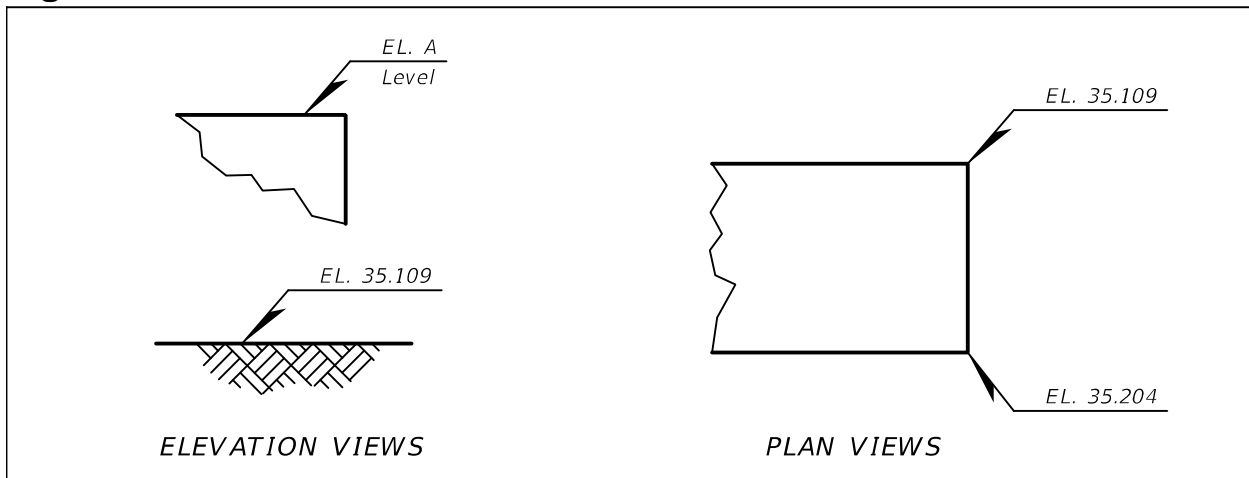 EL. A
Level
EL. 35.109
ELEVATION VIEWS
EL. 35.109
EL. 35.204
PLAN VIEWS